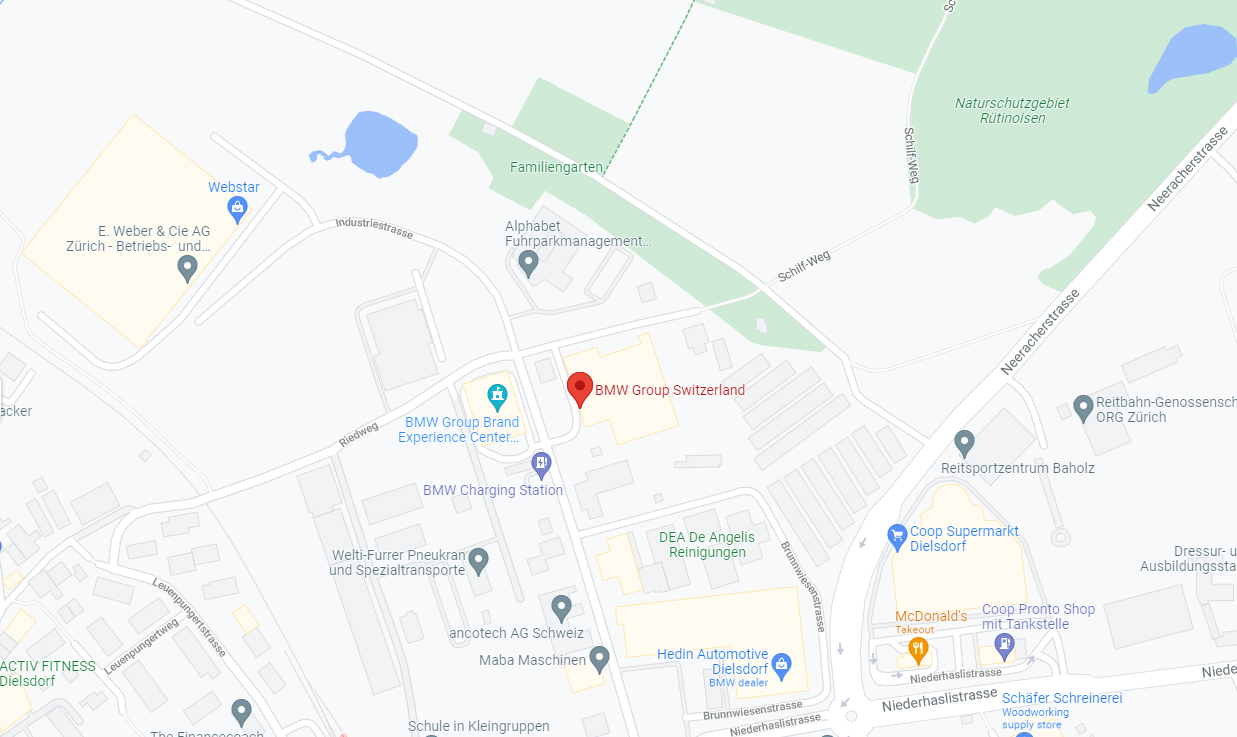 Sc
Naturschutzgebiet
Rütinoisen
Neeracherstrasse
Schilf-Weg
Familiengarten
Webstar
E. Weber & Cie AG
Zürich - Betriebs- und...
Industriestrasse
Alphabet
Fuhrparkmanagement...
Schilf-Weg
Neeracherstrasse
BMW Group Switzerland
acker
BMW Group Brand
Experience Center...
Riedweg
Reitbahn-Genossensch
ORG Zürich
Reitsportzentrum Baholz
BMW Charging Station
Coop Supermarkt
Dielsdorf
DEA De Angelis
Reinigungen
Welti-Furrer Pneukran
und Spezialtransporte
Brunnwiesenstrasse
Dressur- u
Ausbildungssta
Leuenpungertstrasse
Leuenpungertweg
ancotech AG Schweiz
McDonald's
Takeout
Coop Pronto Shop
mit Tankstelle
Maba Maschinen
Hedin Automotive
Dielsdorf
BMW dealer
ACTIV FITNESS
Dielsdorf
Niederhaslistrasse
Niede
Niederhaslistrasse
Schäfer Schreinerei
Woodworking
supply store
Brunnwiesenstrasse
Niederhaslistrasse
Schule in Kleingruppen
The Financecoach